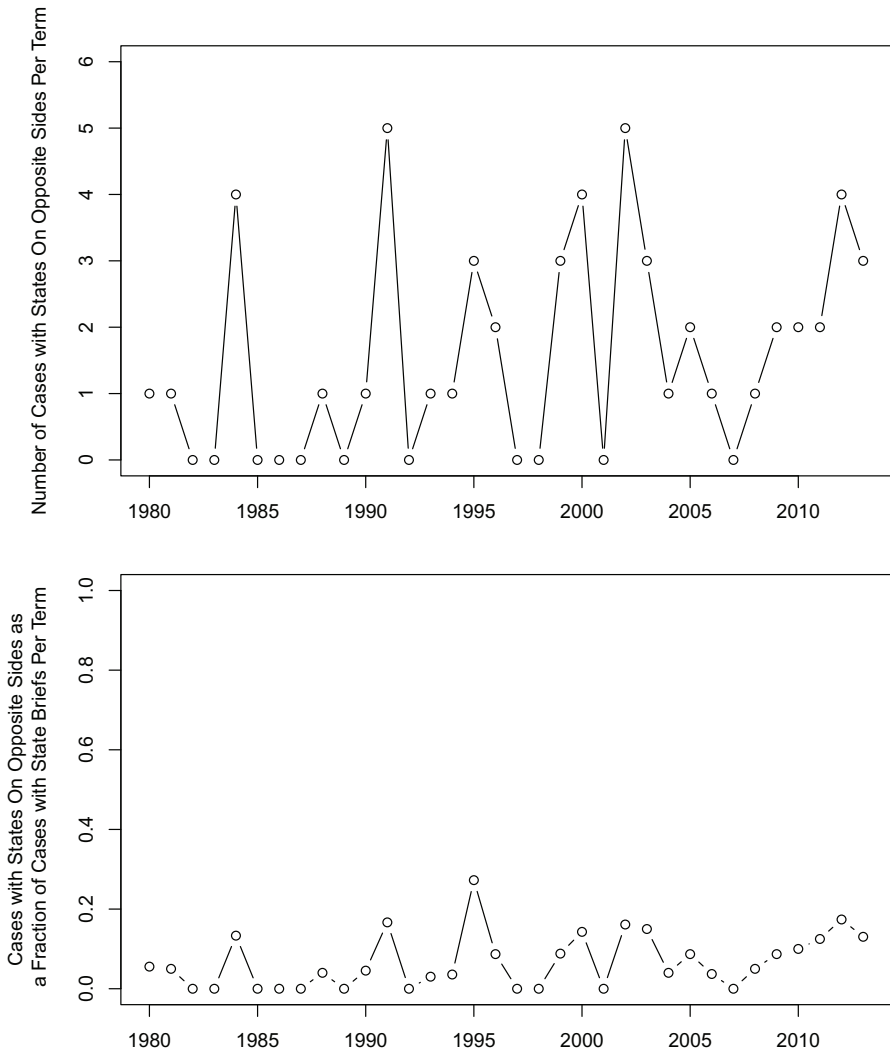 Number of Cases with States On Opposite Sides Per Term
6
5
4
3
2
1
0
1980 1985 1990 1995 2000 2005 2010
Cases with States On Opposite Sides as
a Fraction of Cases with State Briefs Per Term
1.0
0.8
0.6
0.4
0.2
0.0
1980 1985 1990 1995 2000 2005 2010